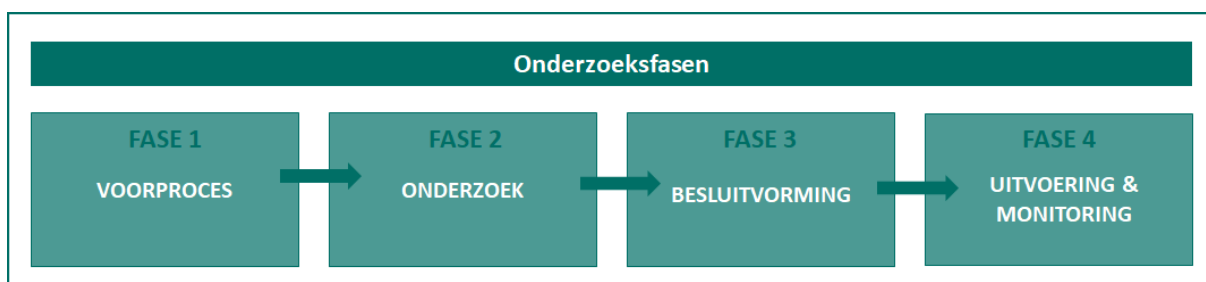 Onderzoeksfasen
FASE 1
VOORPROCES
FASE 2
ONDERZOEK
FASE 3
BESLUITVORMING
FASE 4
UITVOERING &
MONITORING